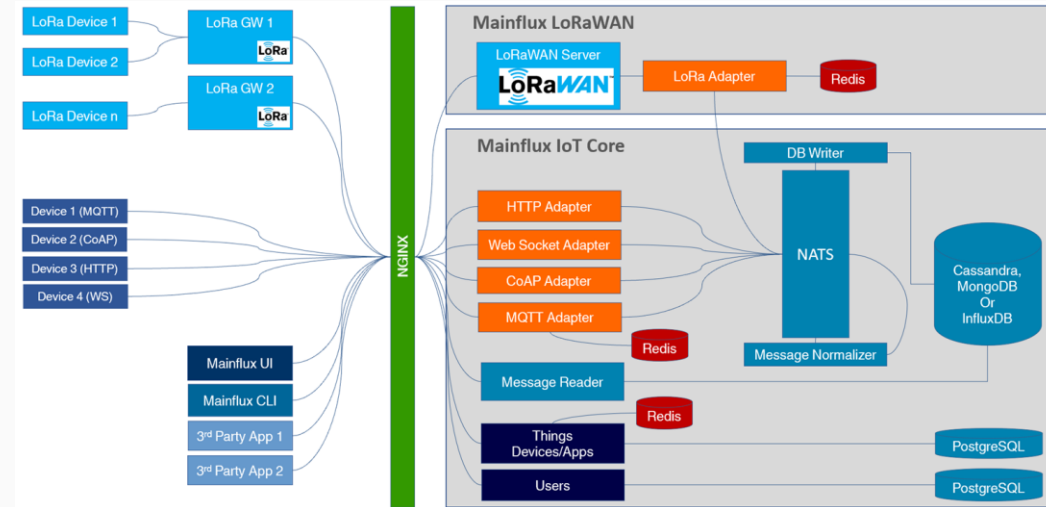 LoRa Device 1
LoRa Device 2
LoRa Device n
LoRa GW 1
LoRa
LoRa GW 2
LoRa
Device 1 (MQTT)
Device 2 (CoAP)
Device 3 (HTTP)
Device 4 (WS)
Mainflux UI
Mainflux CLI
3rd Party App 1
3rd Party App 2
NGINX
Mainflux LoRaWAN
LoRaWAN Server
LoRaWAN
LoRa Adapter
Redis
Mainflux IoT Core
HTTP Adapter
Web Socket Adapter
CoAP Adapter
MQTT Adapter
Redis
DB Writer
NATS
Message Normalizer
Cassandra,
MongoDB
Or
InfluxDB
Message Reader
Redis
Things
Devices/Apps
PostgreSQL
Users
PostgreSQL